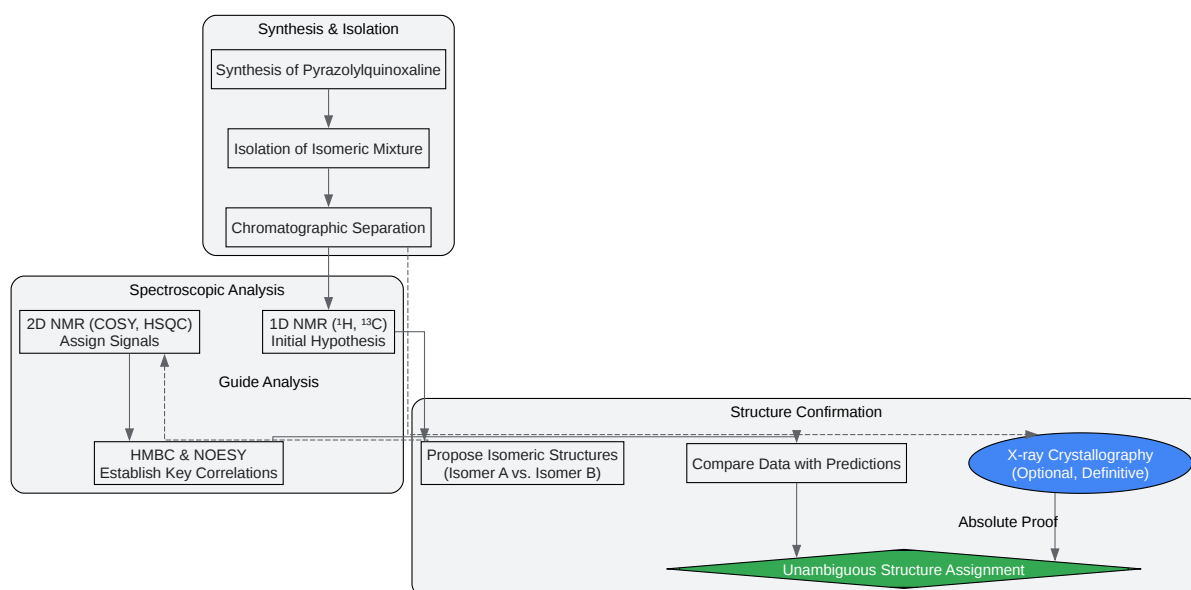 Synthesis & Isolation
Synthesis of Pyrazolylquinoxaline
Isolation of Isomeric Mixture
Chromatographic Separation
Spectroscopic Analysis
2D NMR (COSY, HSQC)
Assign Signals
1D NMR (¹H, ¹³C)
Initial Hypothesis
Guide Analysis
HMBC & NOESY
Establish Key Correlations
Structure Confirmation
Propose Isomeric Structures
(Isomer A vs. Isomer B)
Compare Data with Predictions
X-ray Crystallography
(Optional, Definitive)
Absolute Proof
Unambiguous Structure Assignment